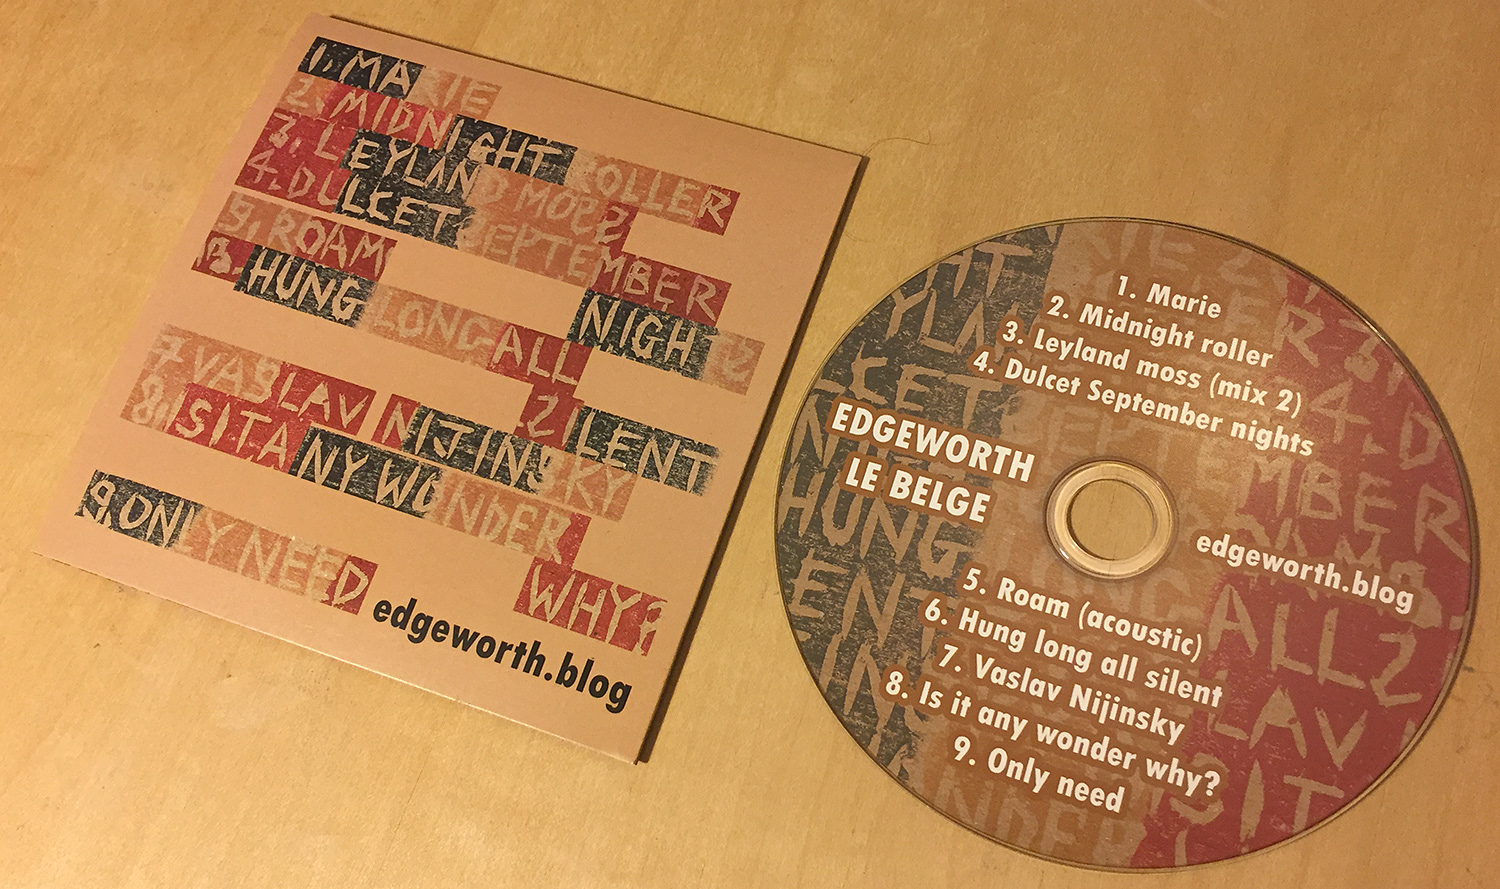 1. MARIE
2. MIDNIGHT ROLLER
3. LEYLAND MOSS
4. DULCET SEPTEMBER
5. ROAM NIGHTS
6. HUNG LONG ALL SILENT
7 VASLAV NIJINSKY
8. IS IT ANY WONDER WHY?
9. ONLY NEED
edgeworth.blog
1. Marie
2. Midnight roller
3. Leyland moss (mix 2)
4. Dulcet September nights
EDGEWORTH
LE BELGE
edgeworth.blog
5. Roam (acoustic)
6. Hung long all silent
7. Vaslav Nijinsky
8. Is it any wonder why?
9. Only need